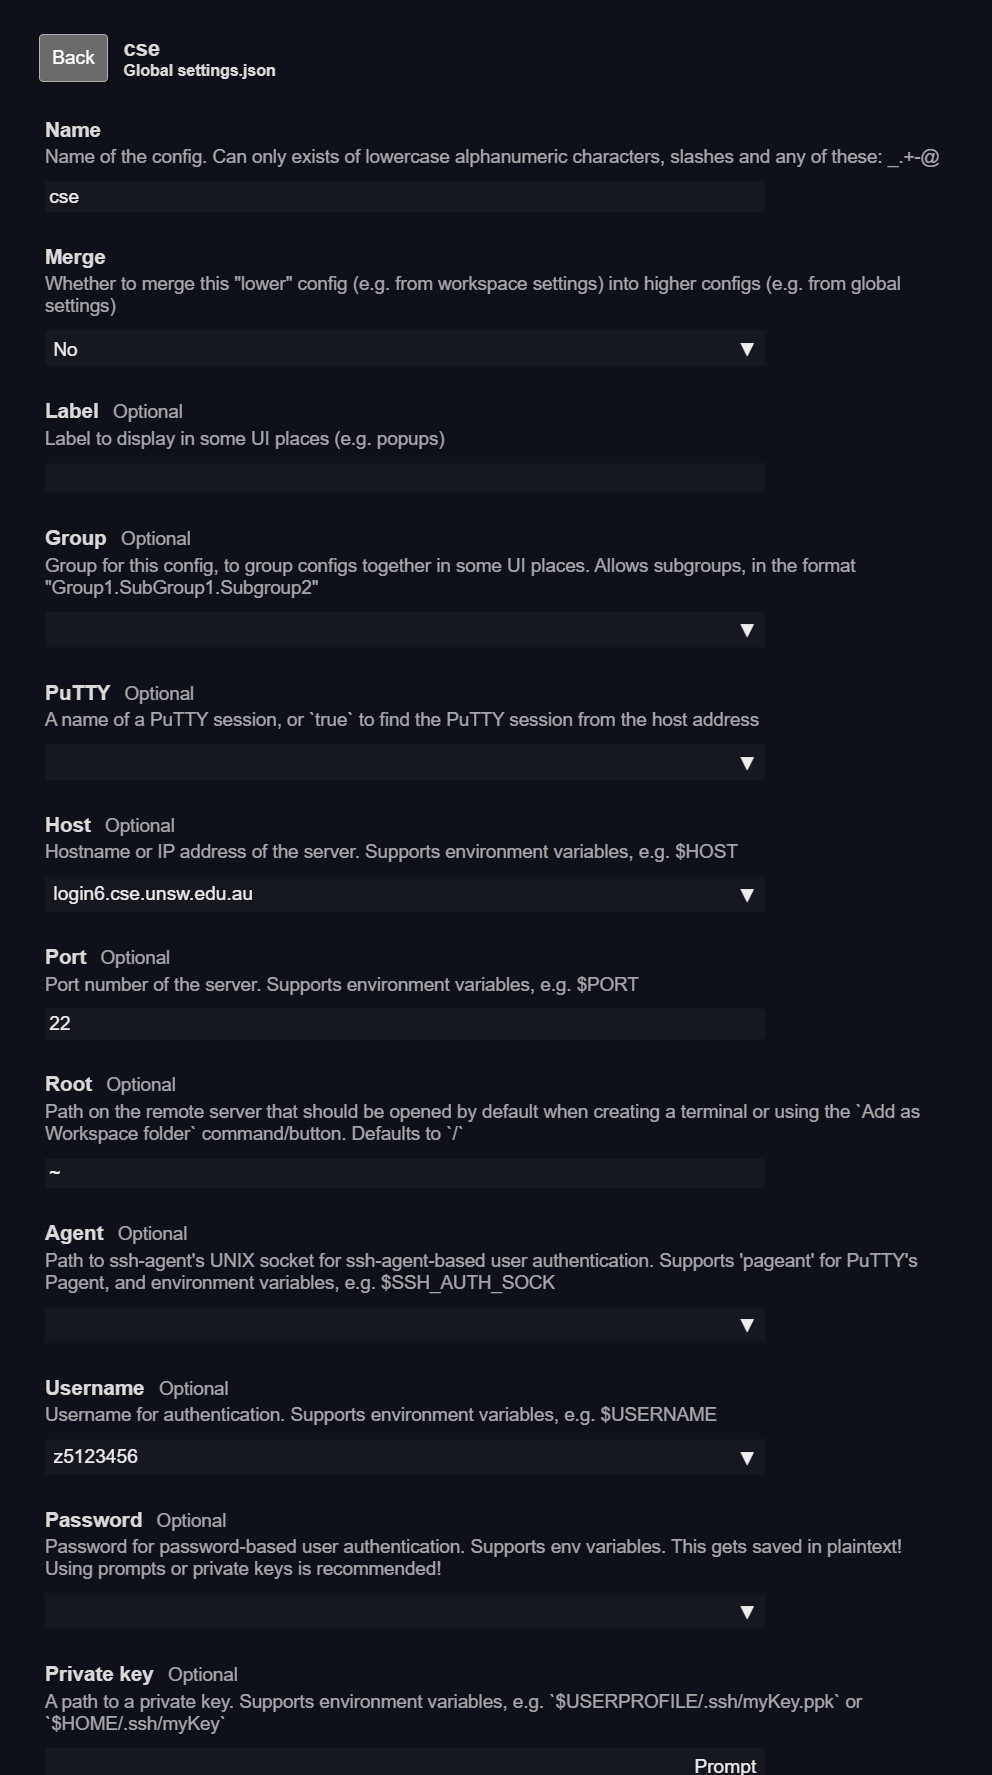 Back
cse
Global settings.json
Name
Name of the config. Can only exists of lowercase alphanumeric characters, slashes and any of these: _.+-@
cse
Merge
Whether to merge this "lower" config (e.g. from workspace settings) into higher configs (e.g. from global
settings)
No ▼
Label Optional
Label to display in some UI places (e.g. popups)
Group Optional
Group for this config, to group configs together in some UI places. Allows subgroups, in the format
"Group1.SubGroup1.Subgroup2"
▼
PuTTY Optional
A name of a PuTTY session, or `true` to find the PuTTY session from the host address
▼
Host Optional
Hostname or IP address of the server. Supports environment variables, e.g. $HOST
login6.cse.unsw.edu.au ▼
Port Optional
Port number of the server. Supports environment variables, e.g. $PORT
22
Root Optional
Path on the remote server that should be opened by default when creating a terminal or using the `Add as
Workspace folder` command/button. Defaults to `/`
~
Agent Optional
Path to ssh-agent's UNIX socket for ssh-agent-based user authentication. Supports 'pageant' for PuTTY's
Pagent, and environment variables, e.g. $SSH_AUTH_SOCK
▼
Username Optional
Username for authentication. Supports environment variables, e.g. $USERNAME
z5123456 ▼
Password Optional
Password for password-based user authentication. Supports env variables. This gets saved in plaintext!
Using prompts or private keys is recommended!
▼
Private key Optional
A path to a private key. Supports environment variables, e.g. `$USERPROFILE/.ssh/myKey.ppk` or
`$HOME/.ssh/myKey`
Prompt